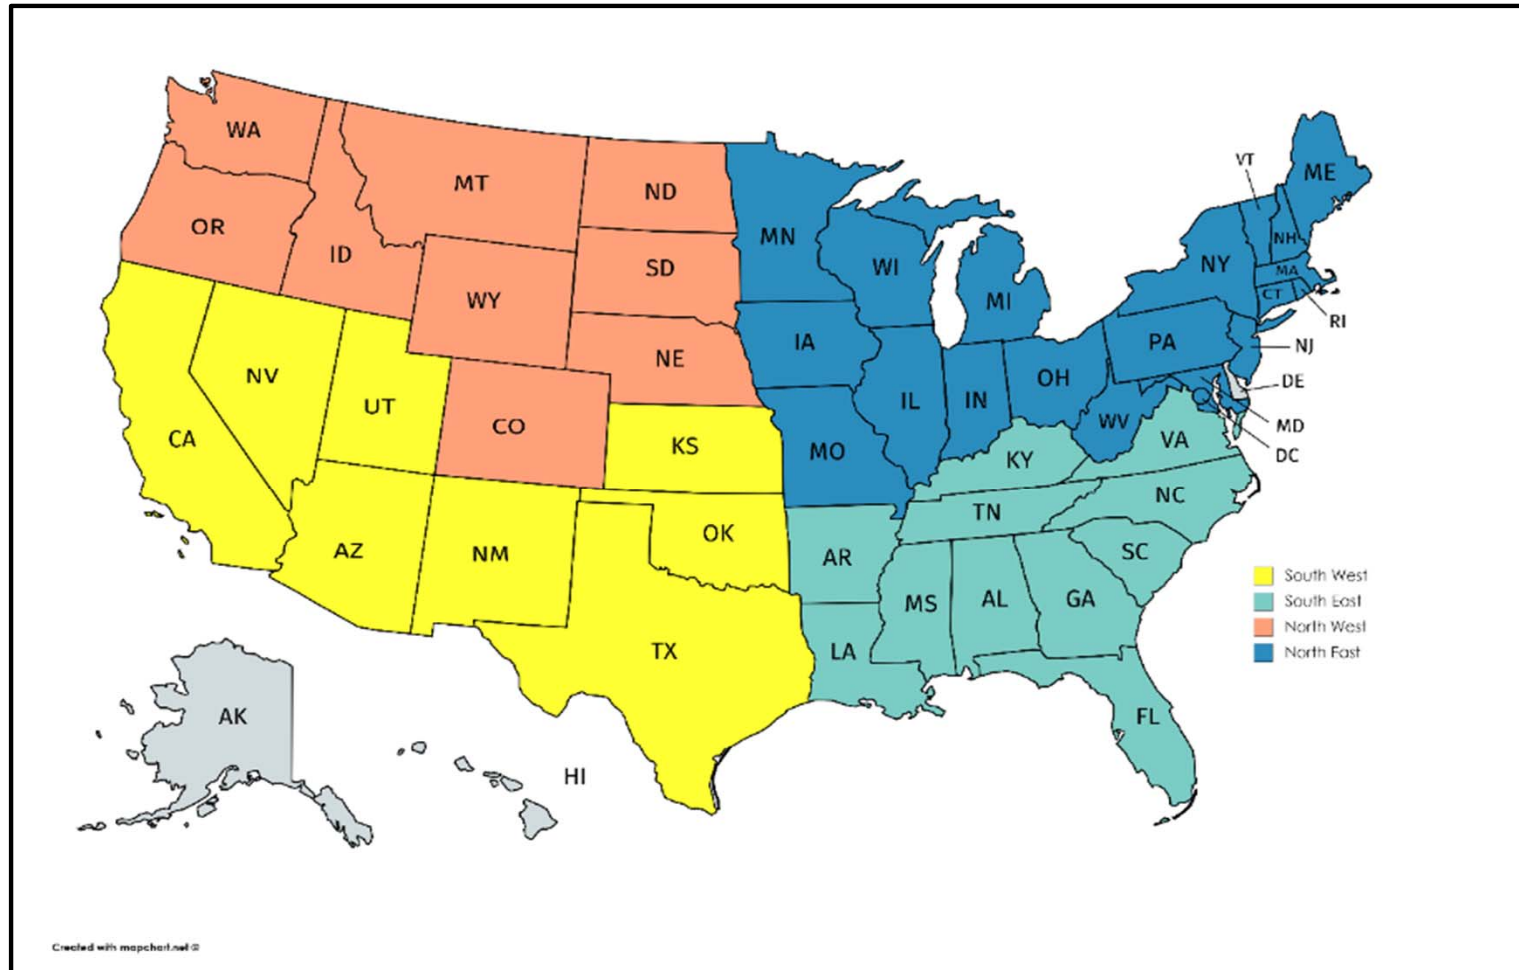 WA
MT
ND
MN
VT
ME
OR
ID
SD
WI
NY
NH
MA
WY
MI
CT
RI
NE
IA
PA
NJ
NV
UT
CO
IL
IN
OH
DE
CA
KS
MO
WV
MD
VA
DC
KY
NC
TN
AZ
NM
OK
AR
SC
MS
AL
GA
TX
LA
FL
AK
HI
South West
South East
North West
North East
Created with mapchart.net ©